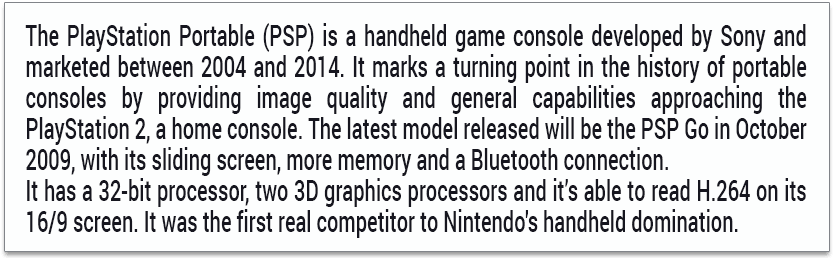 The PlayStation Portable (PSP) is a handheld game console developed by Sony and
marketed between 2004 and 2014. It marks a turning point in the history of portable
consoles by providing image quality and general capabilities approaching the
PlayStation 2, a home console. The latest model released will be the PSP Go in October
2009, with its sliding screen, more memory and a Bluetooth connection.
It has a 32-bit processor, two 3D graphics processors and it's able to read H.264 on its
16/9 screen. It was the first real competitor to Nintendo's handheld domination.